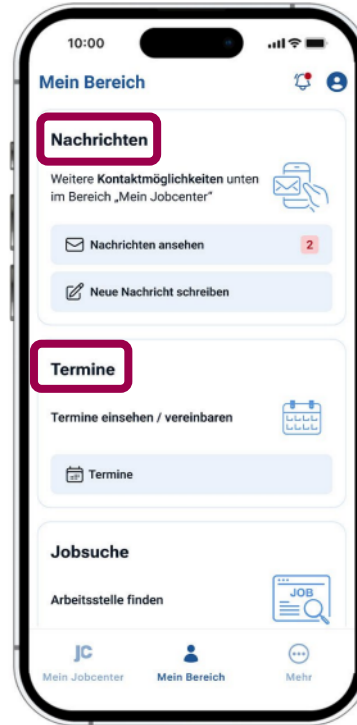 10:00
Mein Bereich
Nachrichten
Weitere Kontaktmöglichkeiten unten
im Bereich „Mein Jobcenter"
Nachrichten ansehen 2
Neue Nachricht schreiben
Termine
Termine einsehen / vereinbaren
Termine
Jobsuche
Arbeitsstelle finden
JOB
JC
Mein Jobcenter Mein Bereich Mehr